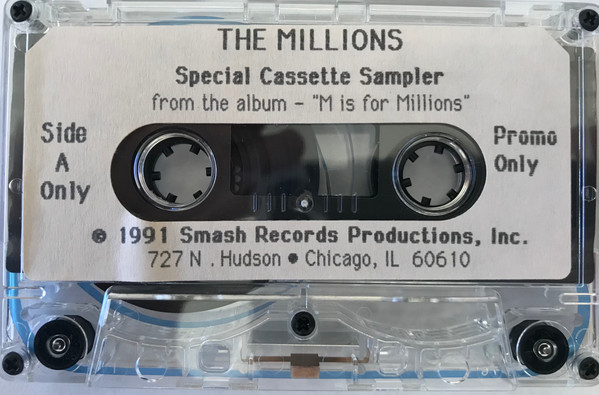 THE MILLIONS
Special Cassette Sampler
from the album - "M is for Millions"
Side
A
Only
Promo
Only
© 1991 Smash Records Productions, Inc.
727 N . Hudson ● Chicago, IL 60610